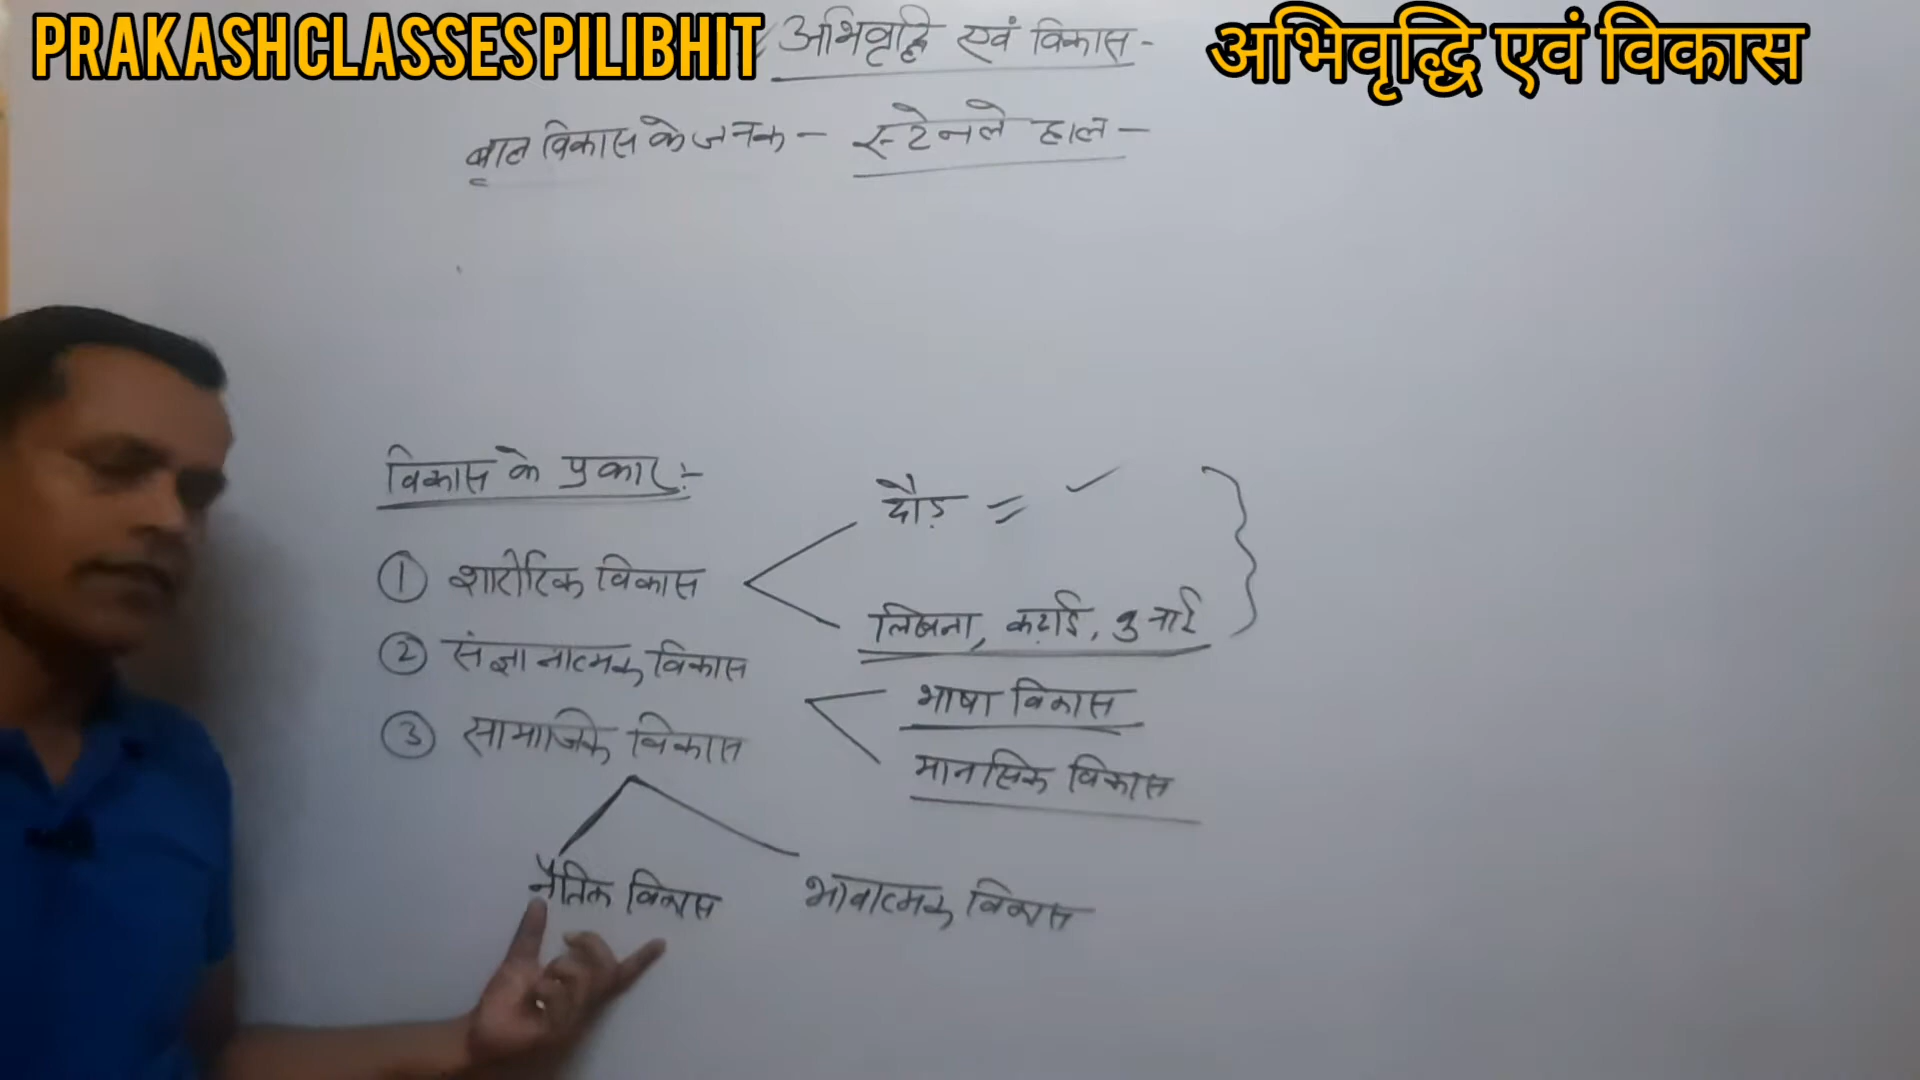 PRAKASH CLASSES PILIBHIT
अभिवृद्धि एवं विकास -
अभिवृद्धि एवं विकास
बाल विकास के जनक - स्टेनले हाल -
विकास के प्रकार :-
दौड़ =
① शारीरिक विकास
लिखना, कढ़ाई, बुनाई
② संज्ञानात्मक विकास
भाषा विकास
③ सामाजिक विकास
मानसिक विकास
नैतिक विकास
भावात्मक विकास